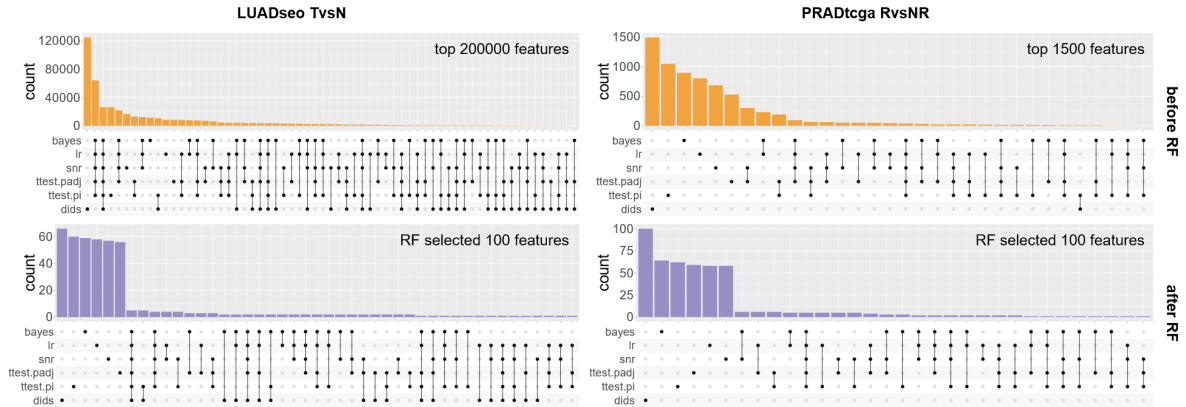 LUADseo TvsN
PRADtcga RvsNR
top 200000 features
count
120000
80000
40000
0
bayes
lr
snr
ttest.padj
ttest.pi
dids
top 1500 features
count
1500
1000
500
0
bayes
lr
snr
ttest.padj
ttest.pi
dids
before RF
RF selected 100 features
count
60
40
20
0
bayes
lr
snr
ttest.padj
ttest.pi
dids
RF selected 100 features
count
100
75
50
25
0
bayes
lr
snr
ttest.padj
ttest.pi
dids
after RF